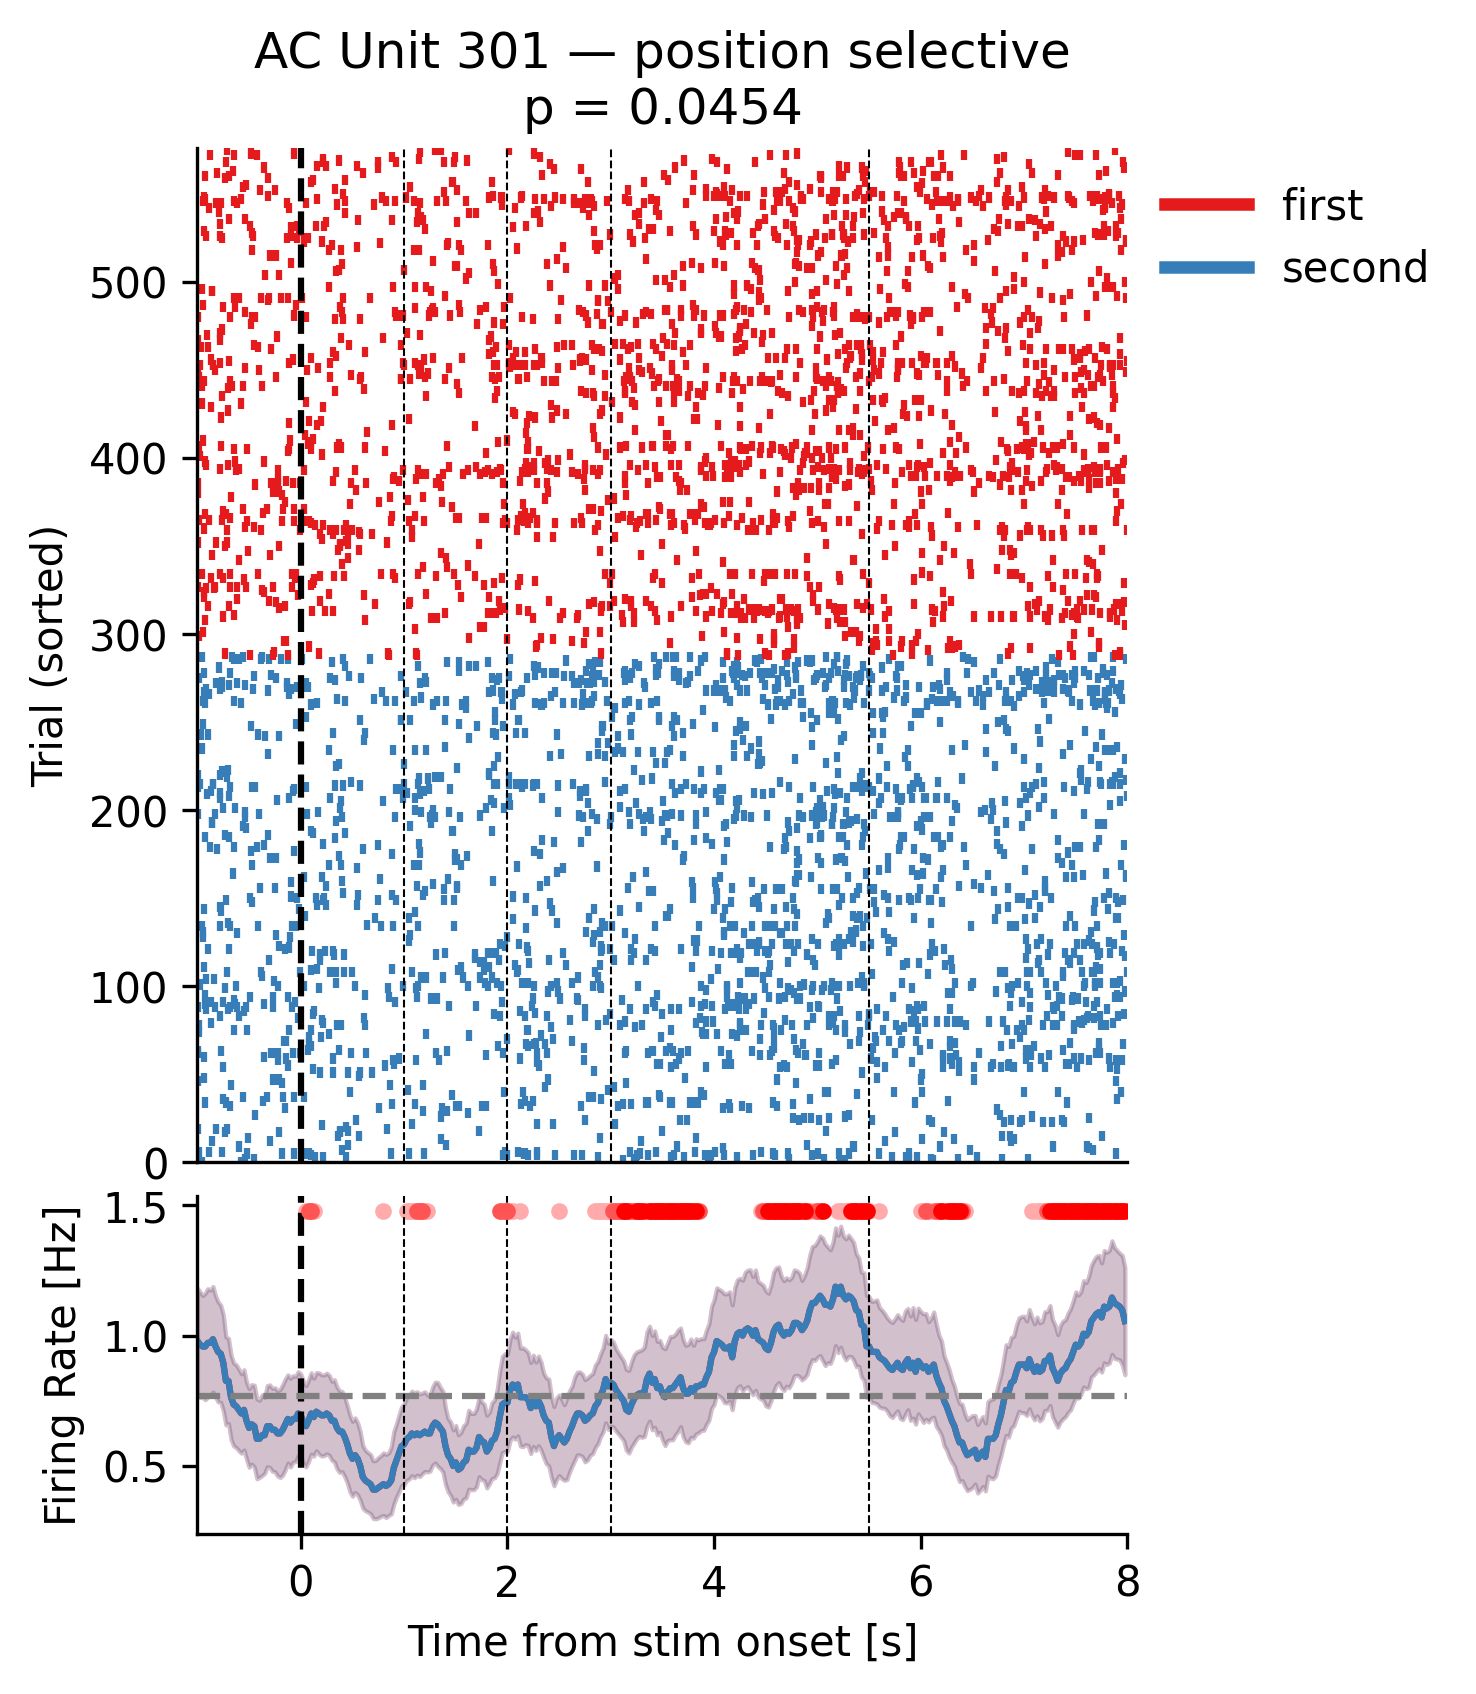 AC Unit 301 — position selective
p = 0.0454
first
second
500
400
300
200
100
0
Trial (sorted)
1.5
1.0
0.5
Firing Rate [Hz]
0 2 4 6 8
Time from stim onset [s]